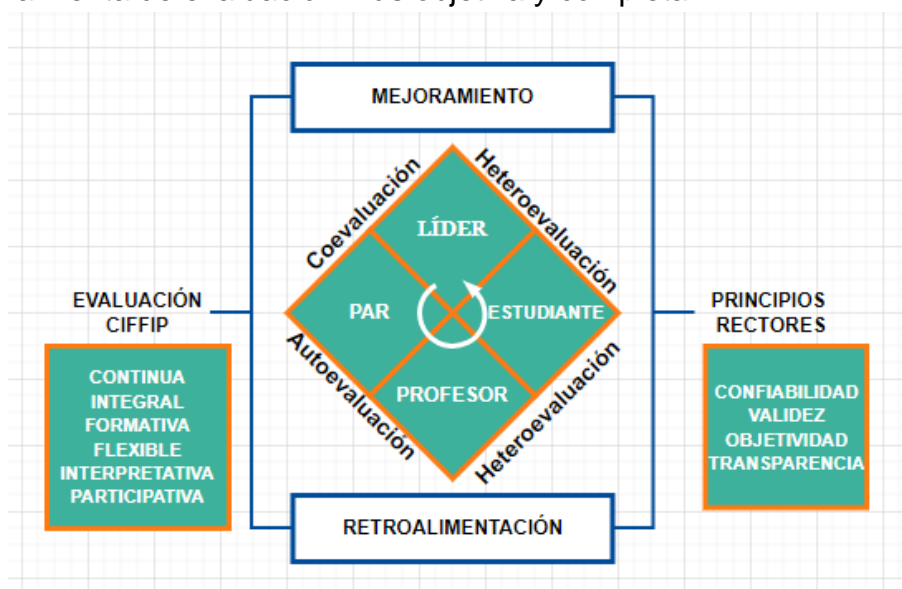 MEJORAMIENTO
Coevaluación
Heteroevaluación
LÍDER
PAR
ESTUDIANTE
PROFESOR
Autoevaluación
Heteroevaluación
EVALUACIÓN
CIFFIP
CONTINUA
INTEGRAL
FORMATIVA
FLEXIBLE
INTERPRETATIVA
PARTICIPATIVA
PRINCIPIOS
RECTORES
CONFIABILIDAD
VALIDEZ
OBJETIVIDAD
TRANSPARENCIA
RETROALIMENTACIÓN